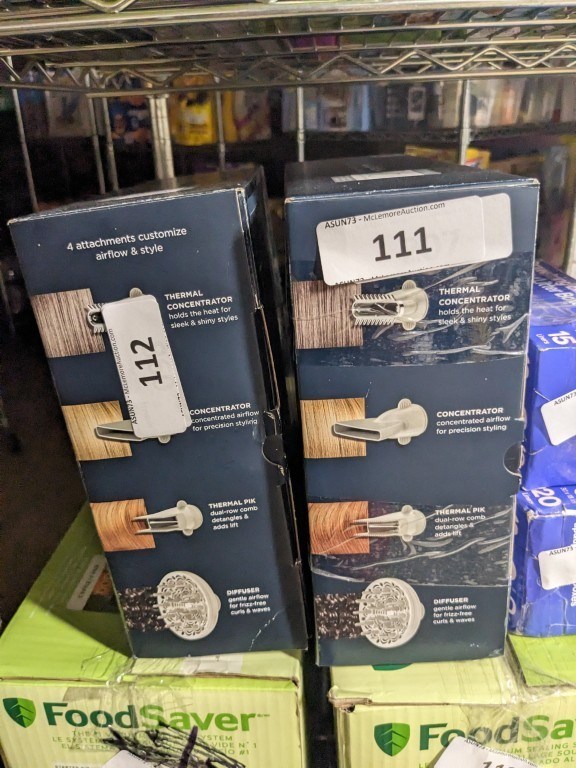 4 attachments customize
airflow & style
THERMAL
CONCENTRATOR
holds the heat for
sleek & shiny styles
ASUN73 - McLemoreAuction.com
112
CONCENTRATOR
concentrated airflow
for precision styling
THERMAL PIK
dual-row comb
detangles &
adds lift
DIFFUSER
gentle airflow
for frizz-free
curls & waves
ASUN73 - McLemoreAuction.com
111
THERMAL
CONCENTRATOR
holds the heat for
sleek & shiny styles
CONCENTRATOR
concentrated airflow
for precision styling
THERMAL PIK
dual-row comb
detangles &
adds lift
DIFFUSER
gentle airflow
for frizz-free
curls & waves
15
20
FoodSaver
FoodSa